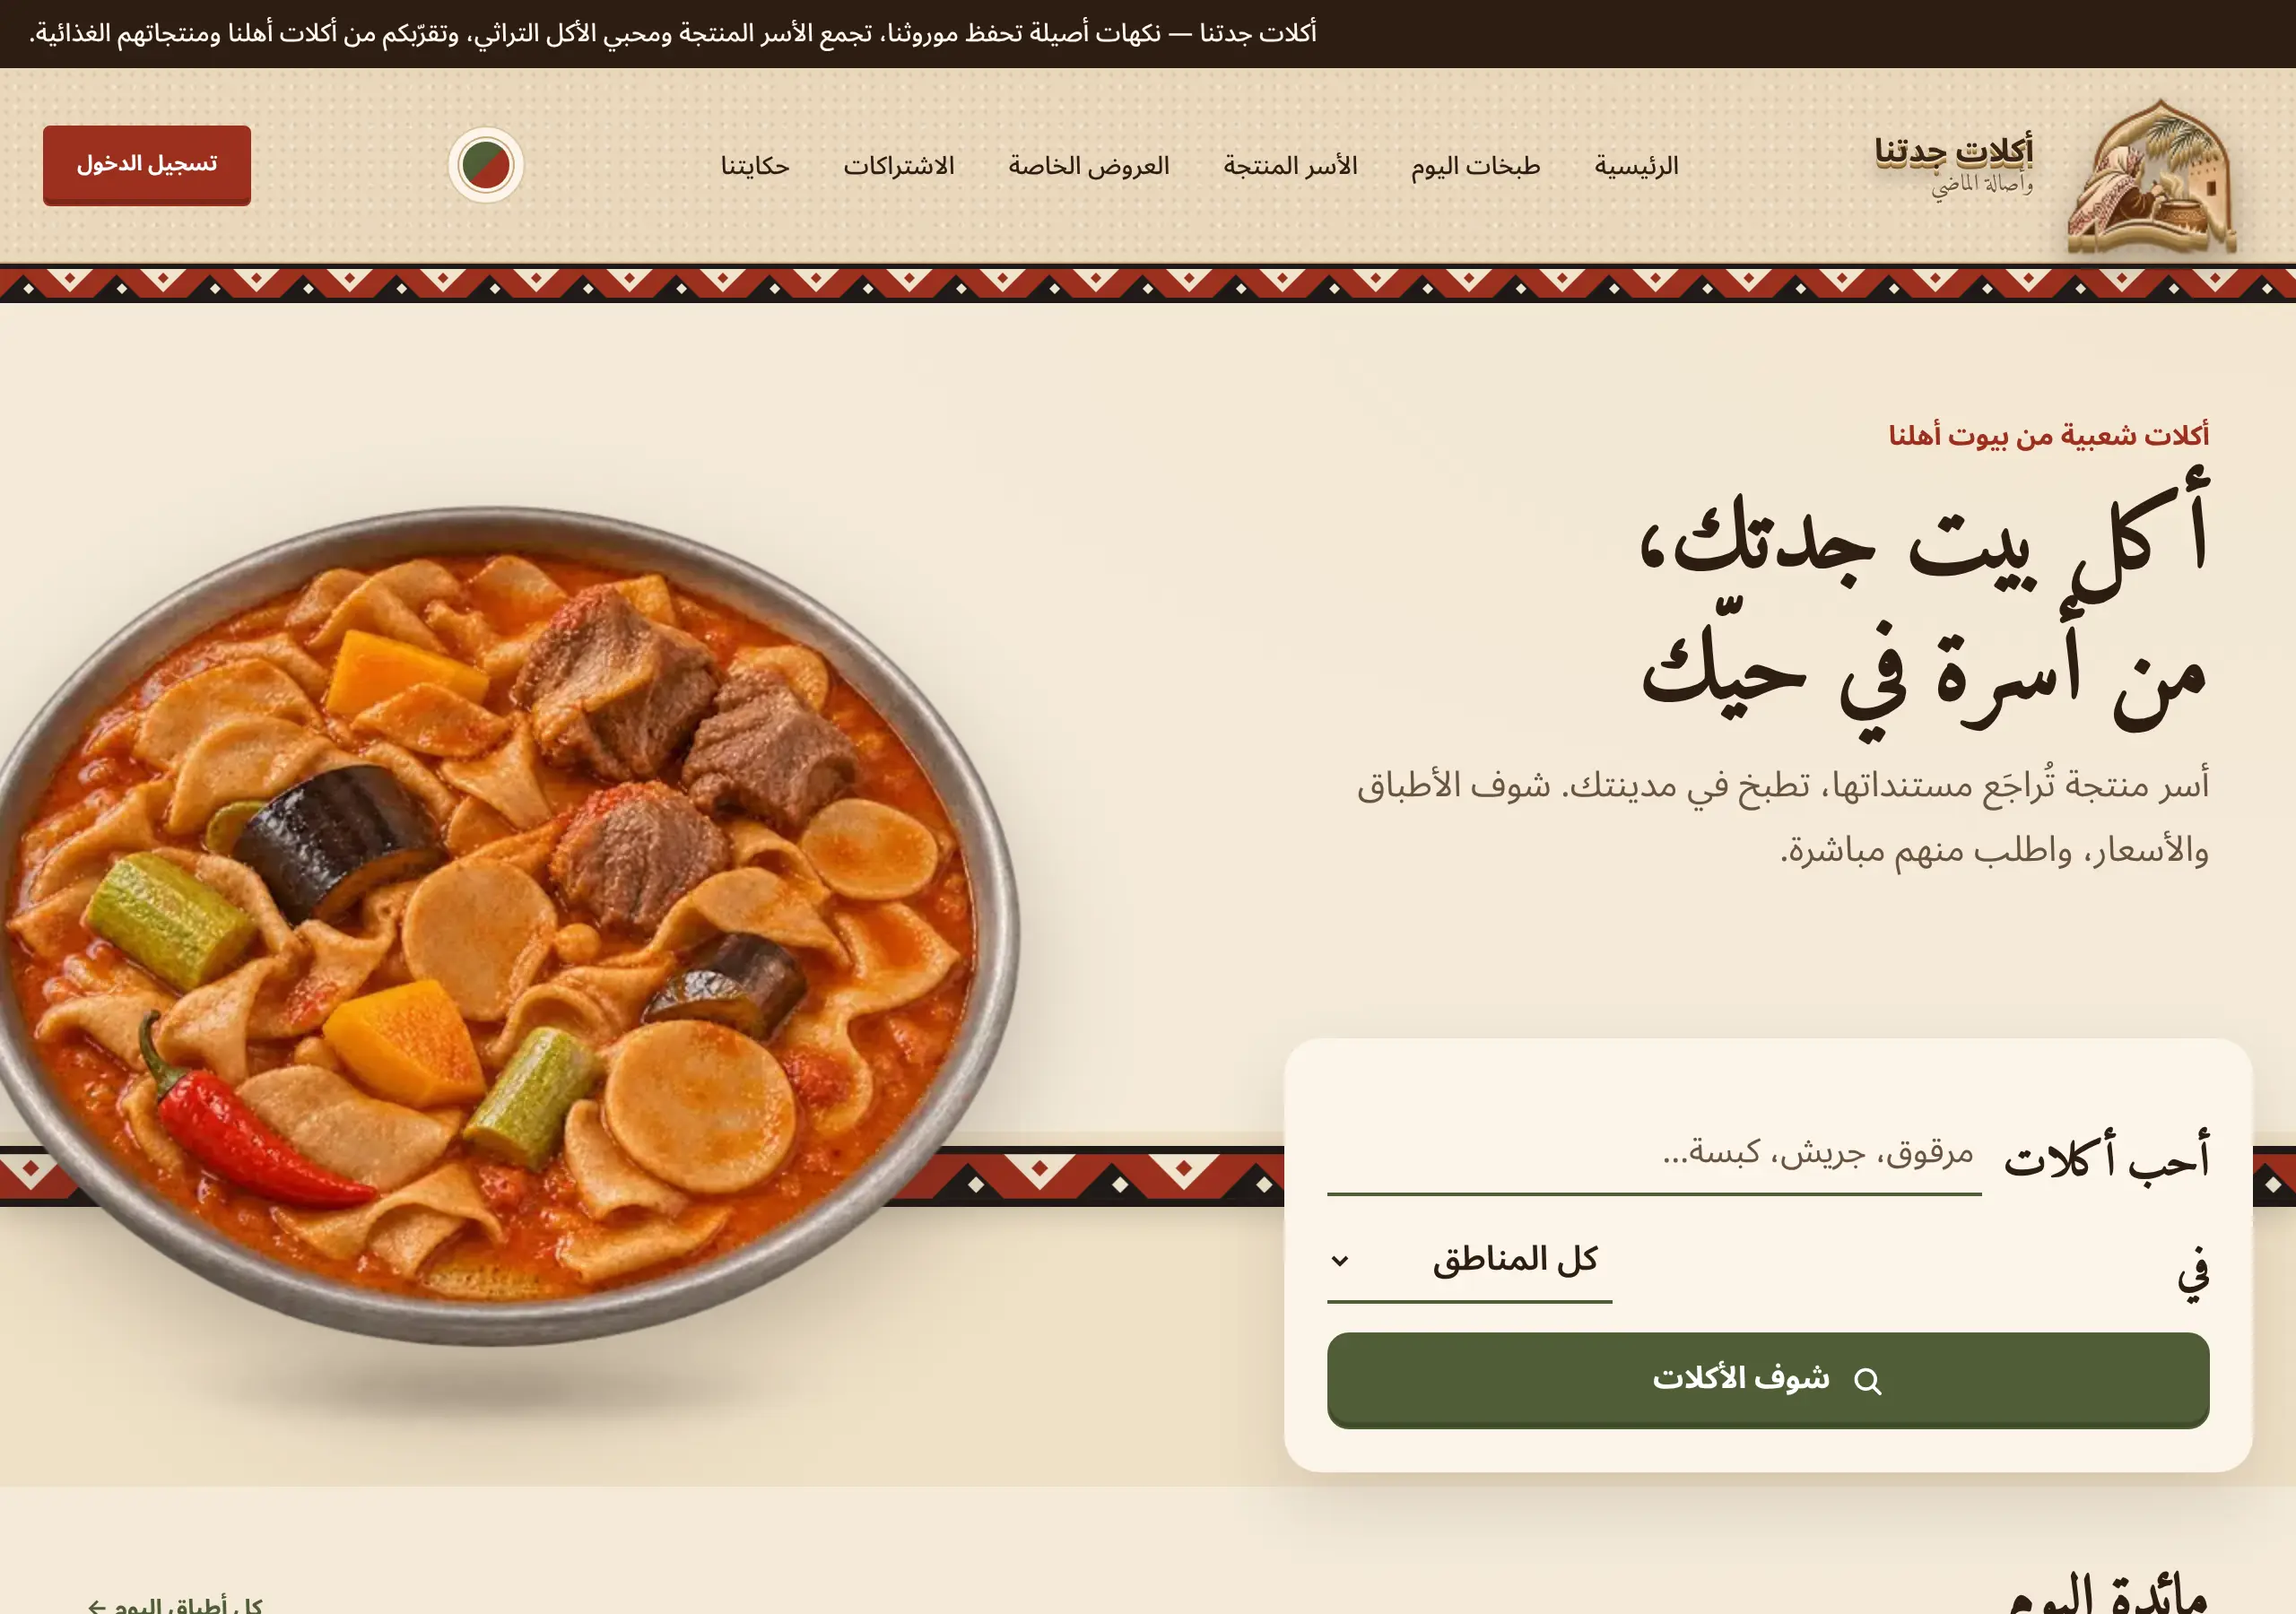 أكلات جدتنا — نكهات أصيلة تحفظ موروثنا، تجمع الأسر المنتجة ومحبي الأكل التراثي، وتقرّبكم من أكلات أهلنا ومنتجاتهم الغذائية.
أكلات جدتنا
وأصالة الماضي
الرئيسية
طبخات اليوم
الأسر المنتجة
العروض الخاصة
الاشتراكات
حكايتنا
تسجيل الدخول
أكلات شعبية من بيوت أهلنا
أكل بيت جدتك،
من أسرة في حيّك
أسر منتجة تُراجَع مستنداتها، تطبخ في مدينتك. شوف الأطباق
والأسعار، واطلب منهم مباشرة.
أحب أكلات
مرقوق، جريش، كبسة...
في
كل المناطق
شوف الأكلات
مائدة اليوم
كل أطباق اليوم ←